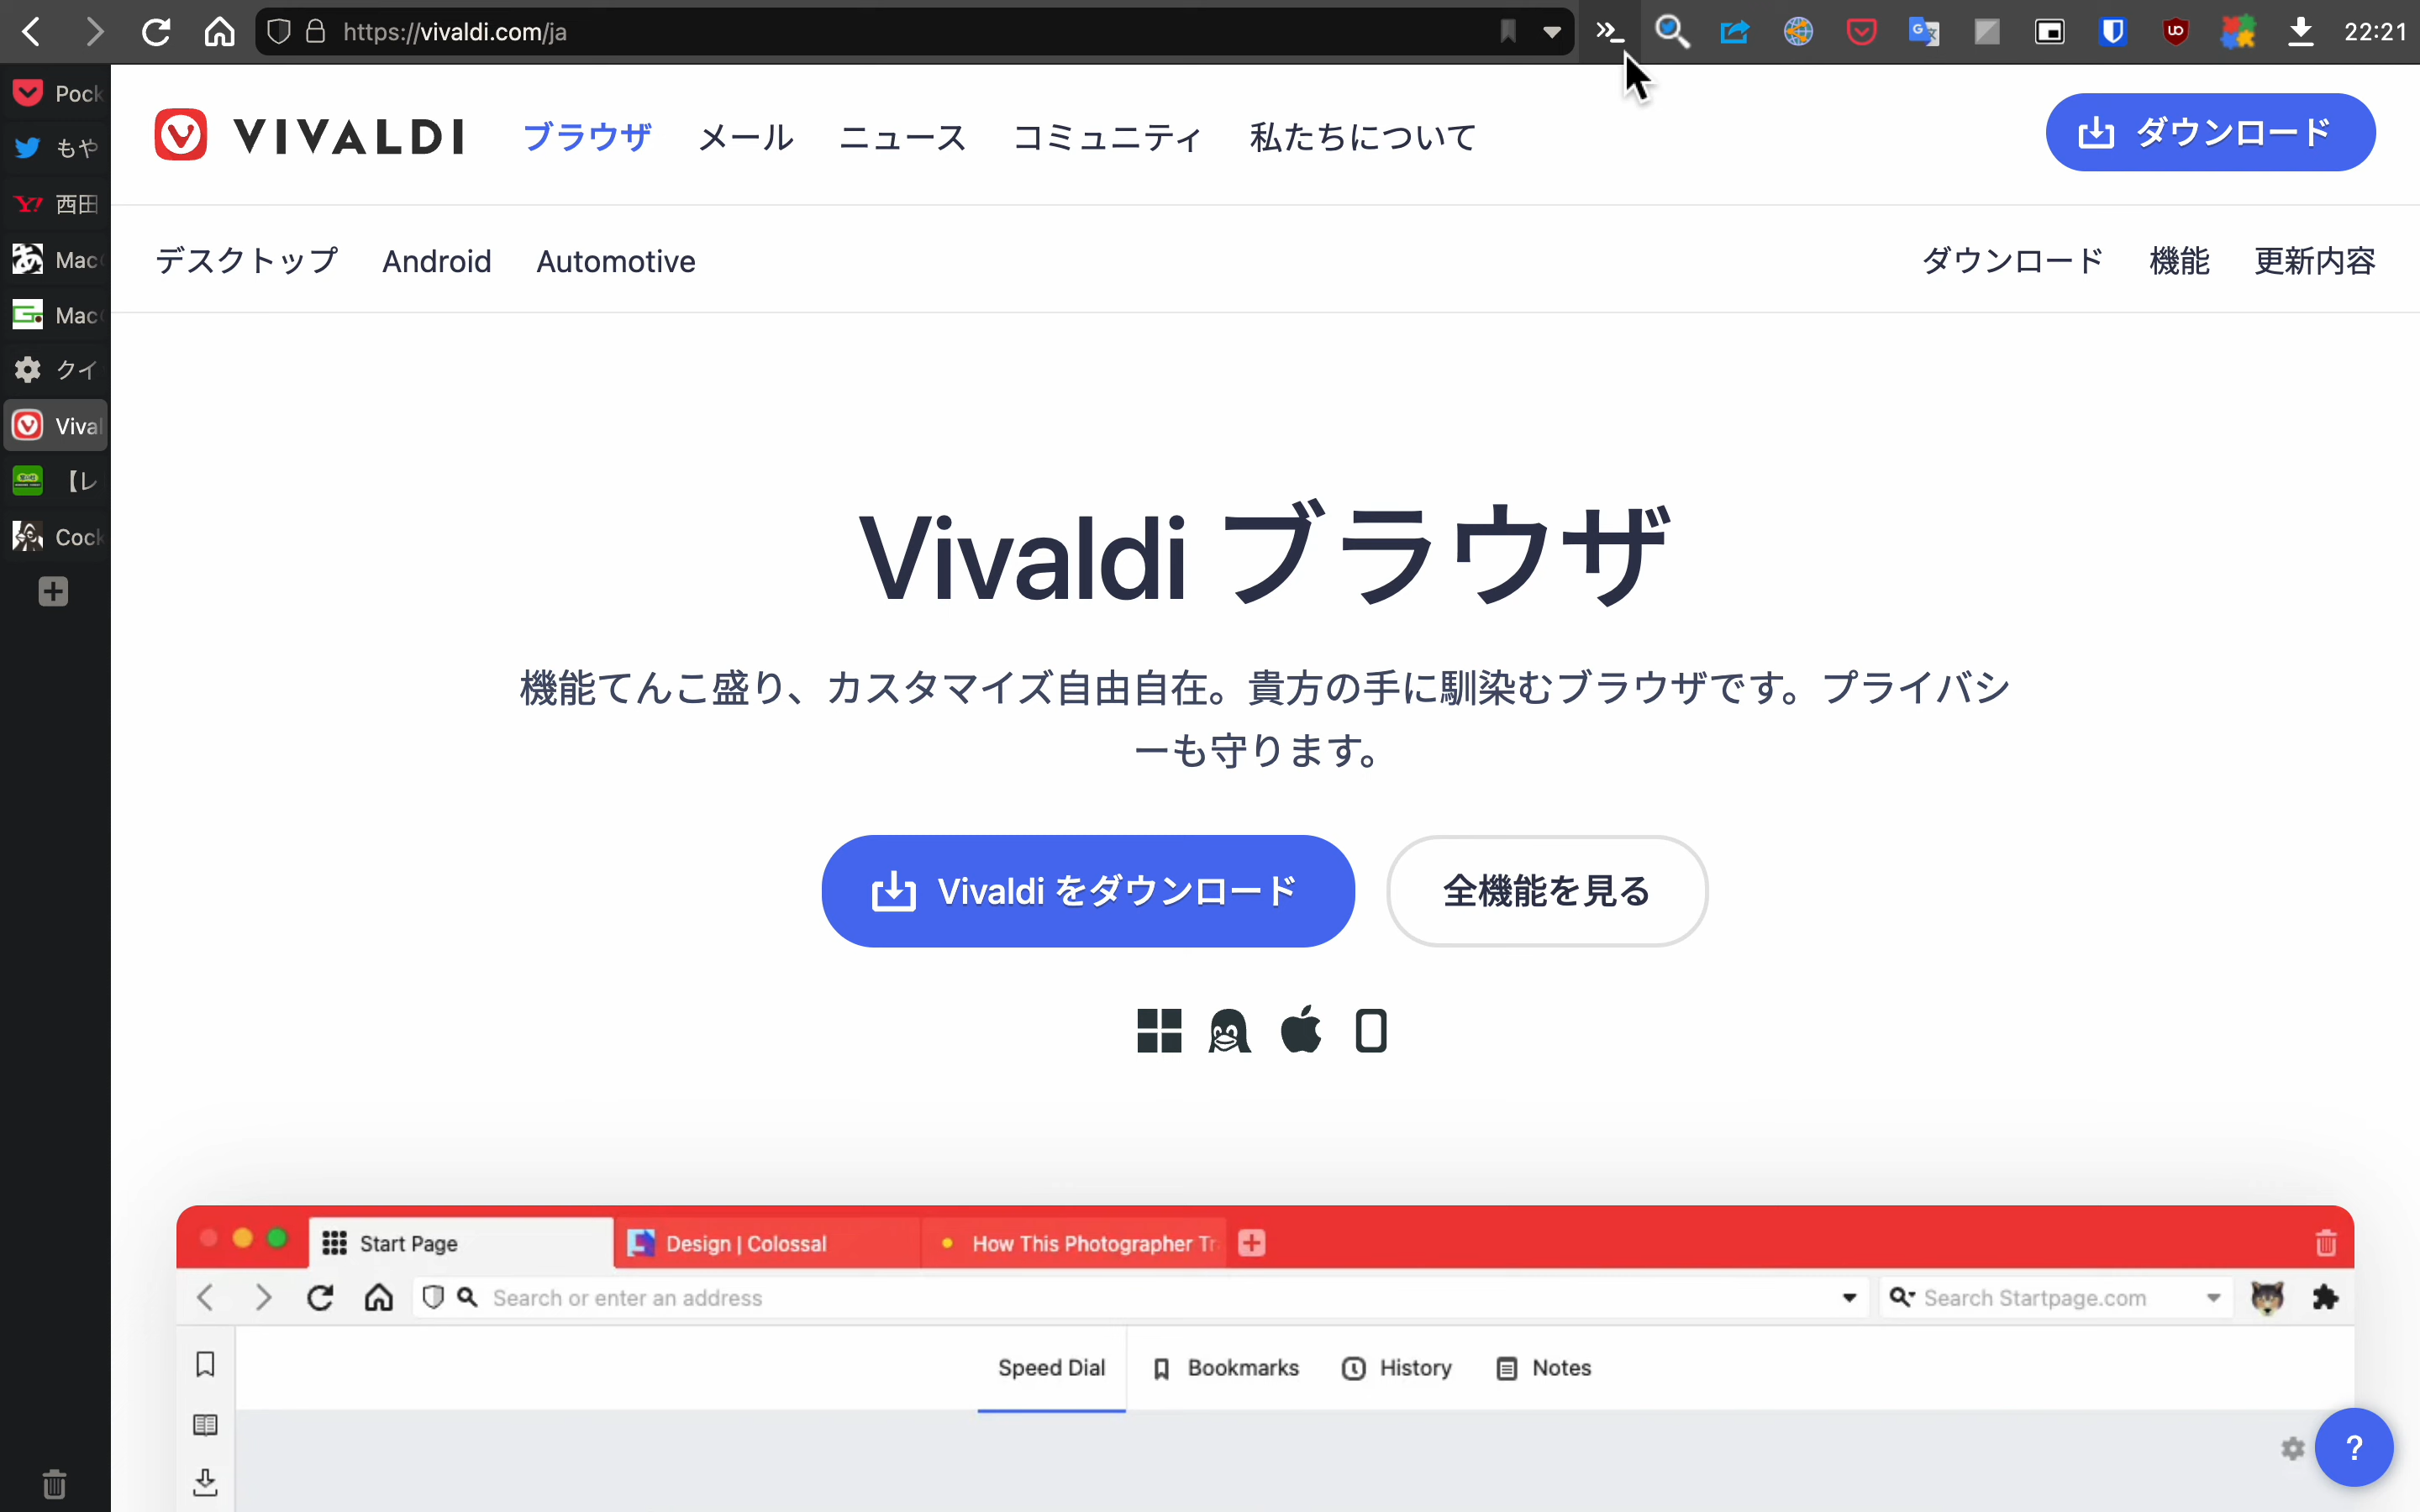 https://vivaldi.com/ja
22:21
Pock
もや
西田
Mac
Mac
クイ
Vival
【レ
Cock
VIVALDI
ブラウザ
メール
ニュース
コミュニティ
私たちについて
ダウンロード
デスクトップ
Android
Automotive
ダウンロード
機能
更新内容
Vivaldi ブラウザ
機能てんこ盛り、カスタマイズ自由自在。貴方の手に馴染むブラウザです。プライバシ
ーも守ります。
Vivaldi をダウンロード
全機能を見る
Start Page
Design | Colossal
How This Photographer Tr
Search or enter an address
Search Startpage.com
Speed Dial
Bookmarks
History
Notes
?